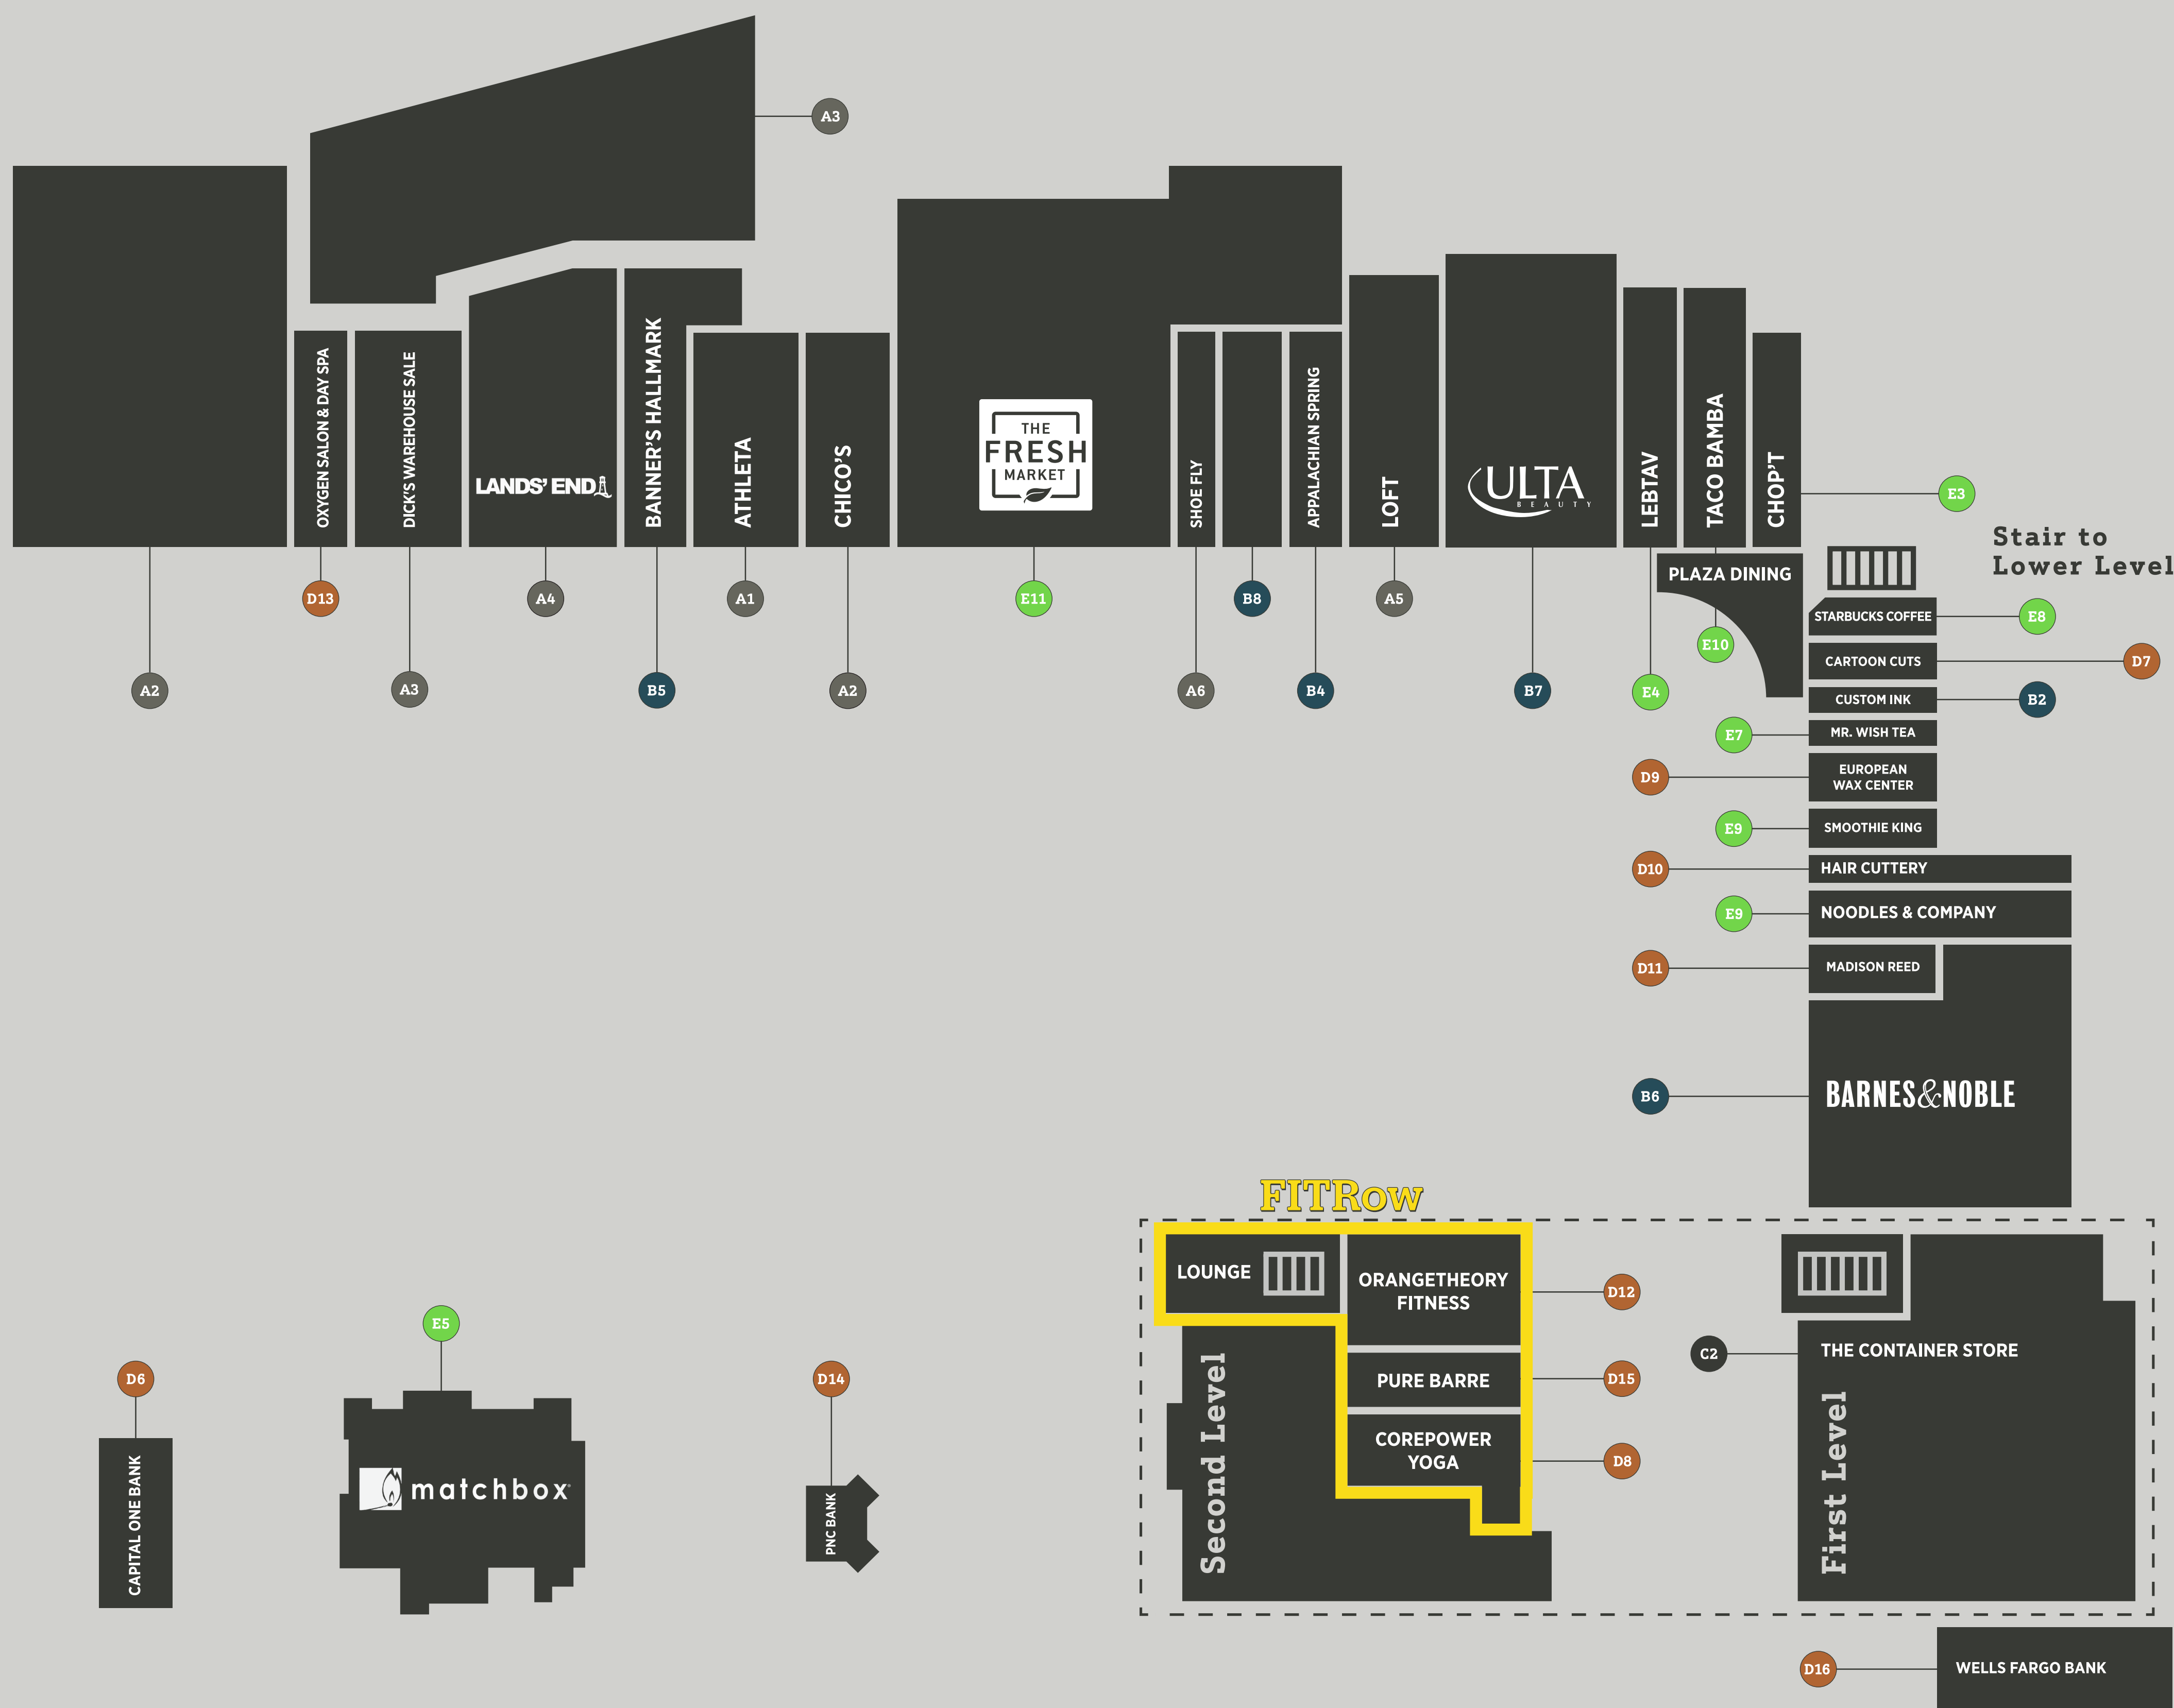 A3
OXYGEN SALON & DAY SPA
DICK'S WAREHOUSE SALE
LANDS' END
BANNER'S HALLMARK
ATHLETA
CHICO'S
THE
FRESH
MARKET
SHOE FLY
APPALACHIAN SPRING
LOFT
ULTA
BEAUTY
LEBTAV
TACO BAMBA
CHOP'T
E3
Stair to
Lower Level
PLAZA DINING
D13
A4
A1
E11
B8
A5
E10
A2
A3
B5
A2
A6
B4
B7
E4
STARBUCKS COFFEE
E8
CARTOON CUTS
D7
CUSTOM INK
B2
E7
MR. WISH TEA
D9
EUROPEAN
WAX CENTER
E9
SMOOTHIE KING
D10
HAIR CUTTERY
E9
NOODLES & COMPANY
D11
MADISON REED
B6
BARNES&NOBLE
FITRow
LOUNGE
ORANGETHEORY
FITNESS
D12
PURE BARRE
D15
COREPOWER
YOGA
D8
Second Level
C2
THE CONTAINER STORE
First Level
D6
CAPITAL ONE BANK
E5
matchbox
D14
PNC BANK
D16
WELLS FARGO BANK